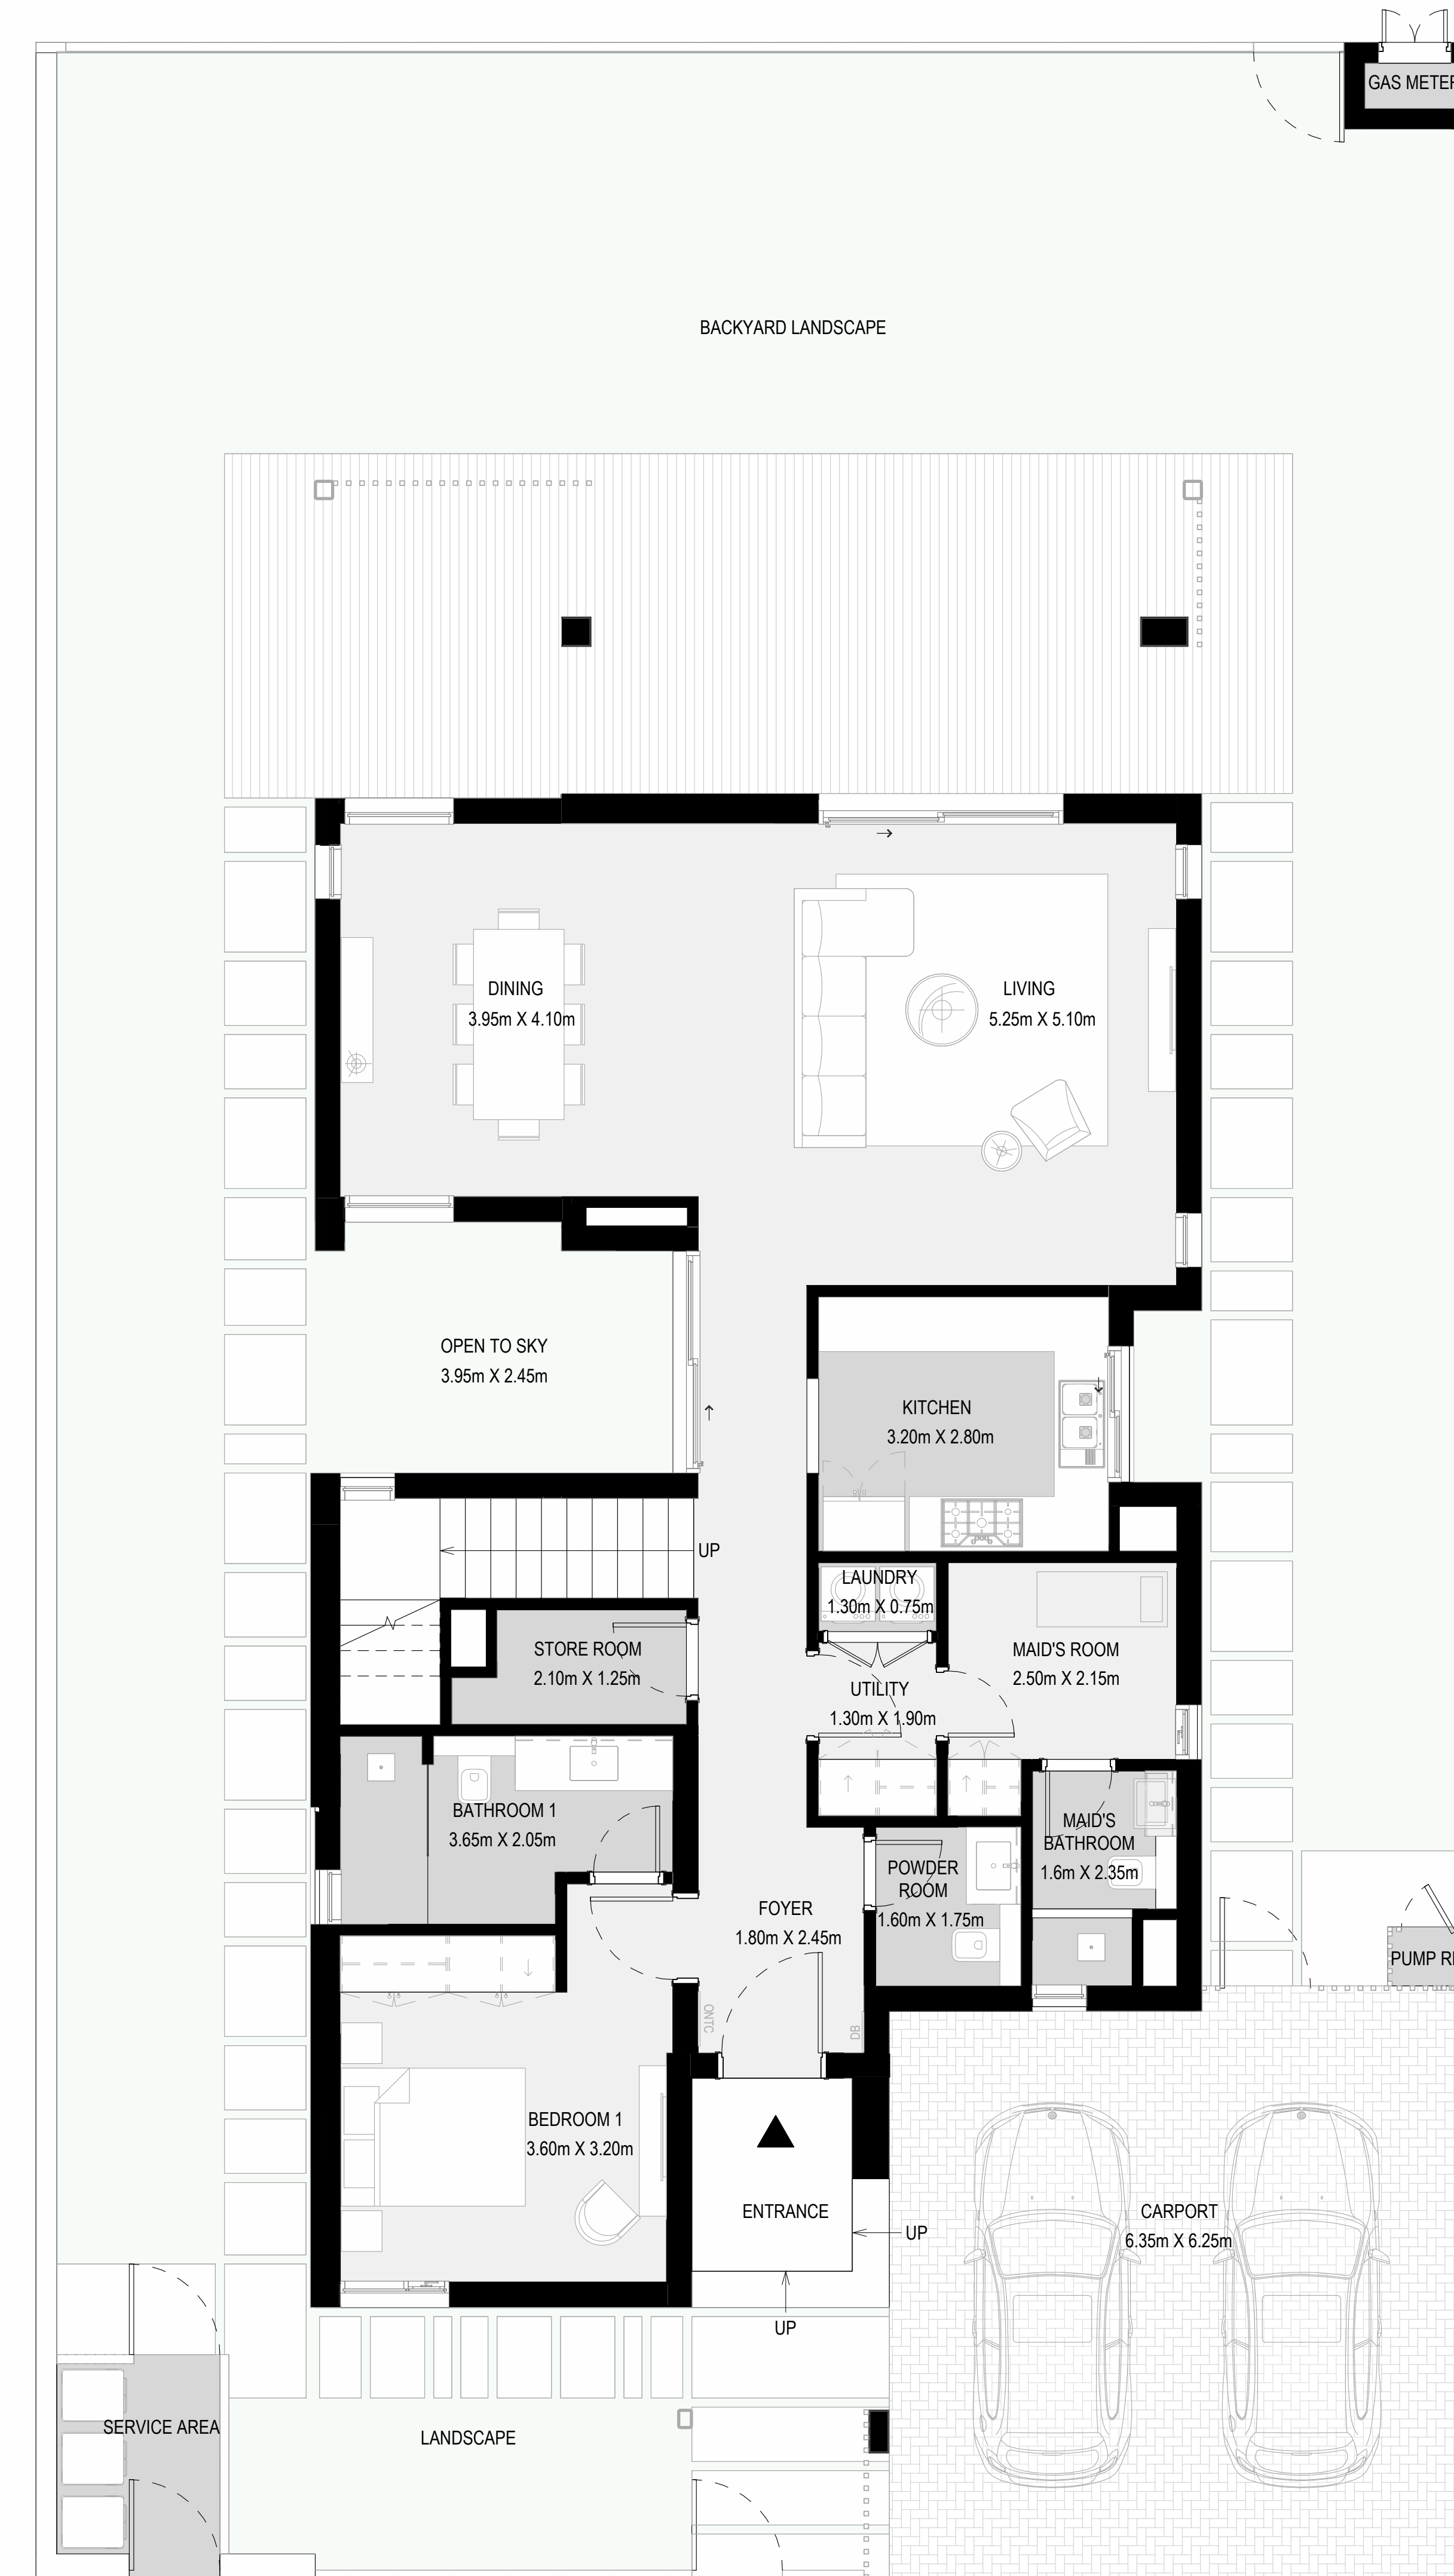 GAS METER
BACKYARD LANDSCAPE
DINING
3.95m X 4.10m
LIVING
5.25m X 5.10m
OPEN TO SKY
3.95m X 2.45m
KITCHEN
3.20m X 2.80m
UP
LAUNDRY
1.30m X 0.75m
STORE ROOM
2.10m X 1.25m
MAID'S ROOM
2.50m X 2.15m
UTILITY
1.30m X 1.90m
BATHROOM 1
3.65m X 2.05m
MAID'S
BATHROOM
1.6m X 2.35m
POWDER
ROOM
1.60m X 1.75m
FOYER
1.80m X 2.45m
PUMP R
ONTC
DB
BEDROOM 1
3.60m X 3.20m
ENTRANCE
UP
CARPORT
6.35m X 6.25m
UP
SERVICE AREA
LANDSCAPE